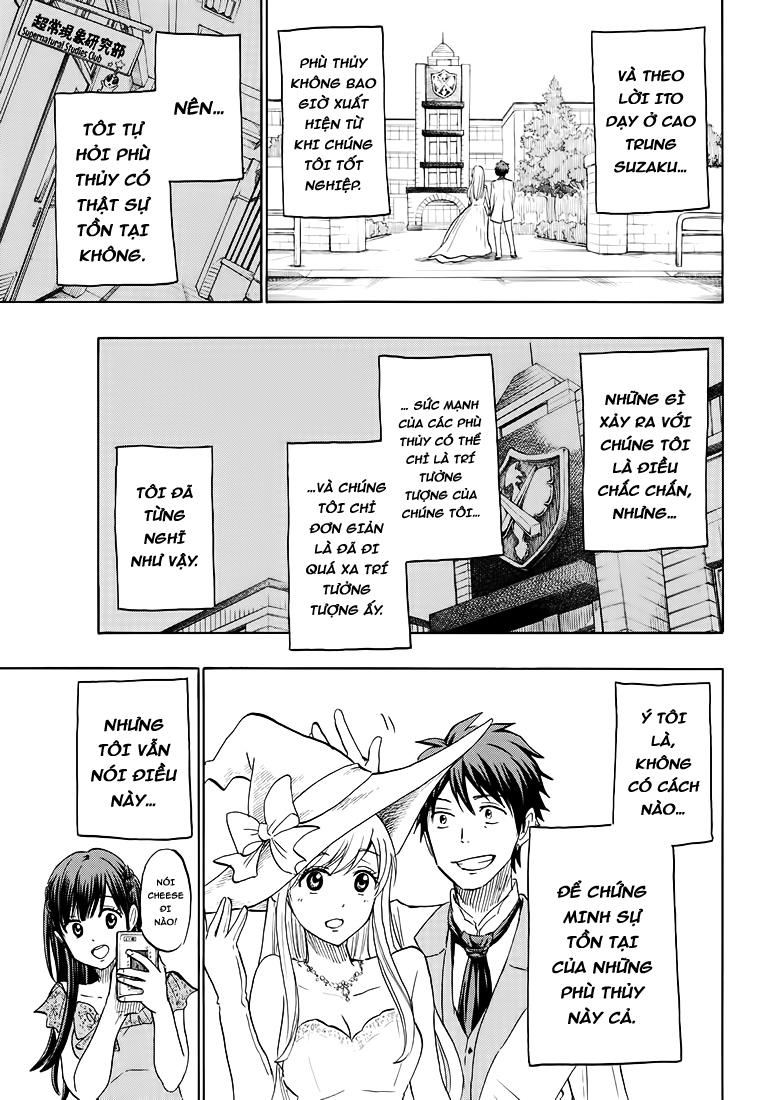 VÀ THEO
LỜI ITO
DẠY Ở CAO
TRUNG
SUZAKU...
PHÙ THỦY
KHÔNG BAO
GIỜ XUẤT
HIỆN TỪ
KHI CHÚNG
TÔI TỐT
NGHIỆP.
超常現象研究部
Supernatural Studies Club
NÊN...
TÔI TỰ
HỎI PHÙ
THỦY CÓ
THẬT SỰ
TỒN TẠI
KHÔNG.
NHỮNG GÌ
XẢY RA VỚI
CHÚNG TÔI
LÀ ĐIỀU
CHẮC CHẮN,
NHƯNG...
... SỨC MẠNH
CỦA CÁC PHÙ
THỦY CÓ THỂ
CHỈ LÀ TRÍ
TƯỞNG
TƯỢNG CỦA
CHÚNG TÔI...
...VÀ CHÚNG
TÔI CHỈ
ĐƠN GIẢN
LÀ ĐÃ ĐI
QUÁ XA TRÍ
TƯỞNG
TƯỢNG ẤY.
TÔI ĐÃ
TỪNG
NGHĨ
NHƯ VẬY.
Ý TÔI
LÀ,
KHÔNG
CÓ CÁCH
NÀO...
ĐỂ CHỨNG
MINH SỰ
TỒN TẠI
CỦA NHỮNG
PHÙ THỦY
NÀY CẢ.
NHƯNG
TÔI VẪN
NÓI ĐIỀU
NÀY...
NÓI
CHEESE
ĐI
NÀO!